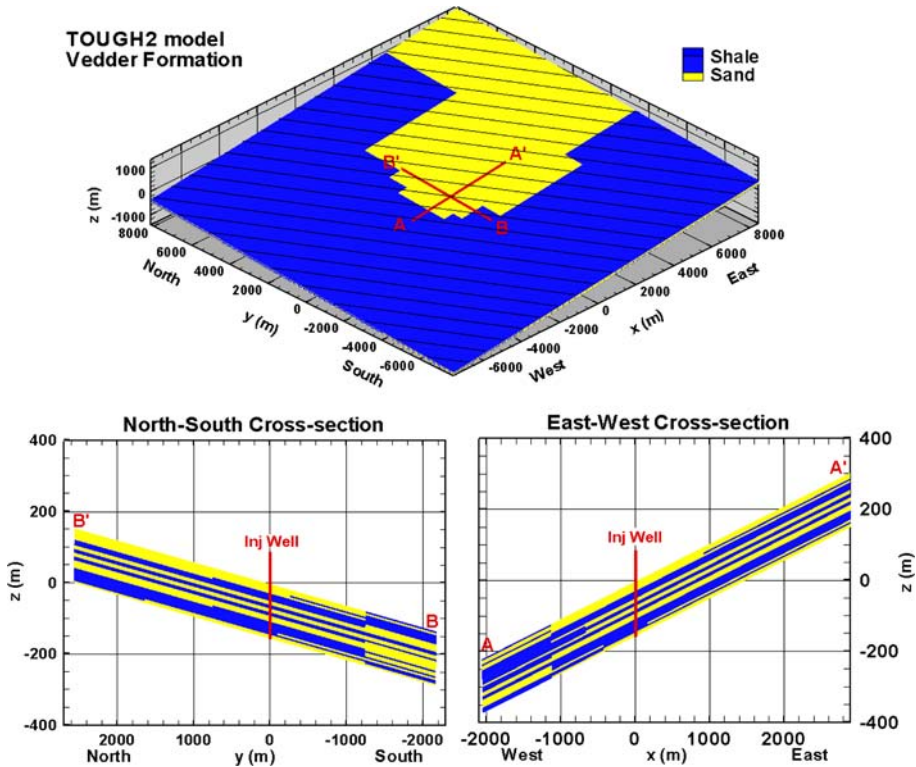 TOUGH2 model
Vedder Formation
Shale
Sand
1000
0
-1000
z (m)
8000
6000
4000
2000
0
-2000
-4000
-6000
North
y (m)
South
-6000
-4000
-2000
0
2000
4000
6000
8000
West
x (m)
East
B'
A'
A
B
North-South Cross-section
400
200
0
-200
-400
z (m)
B'
Inj Well
B
2000
1000
0
-1000
-2000
North
y (m)
South
East-West Cross-section
A'
Inj Well
A
400
200
0
-200
-400
z (m)
-2000
-1000
0
1000
2000
West
x (m)
East